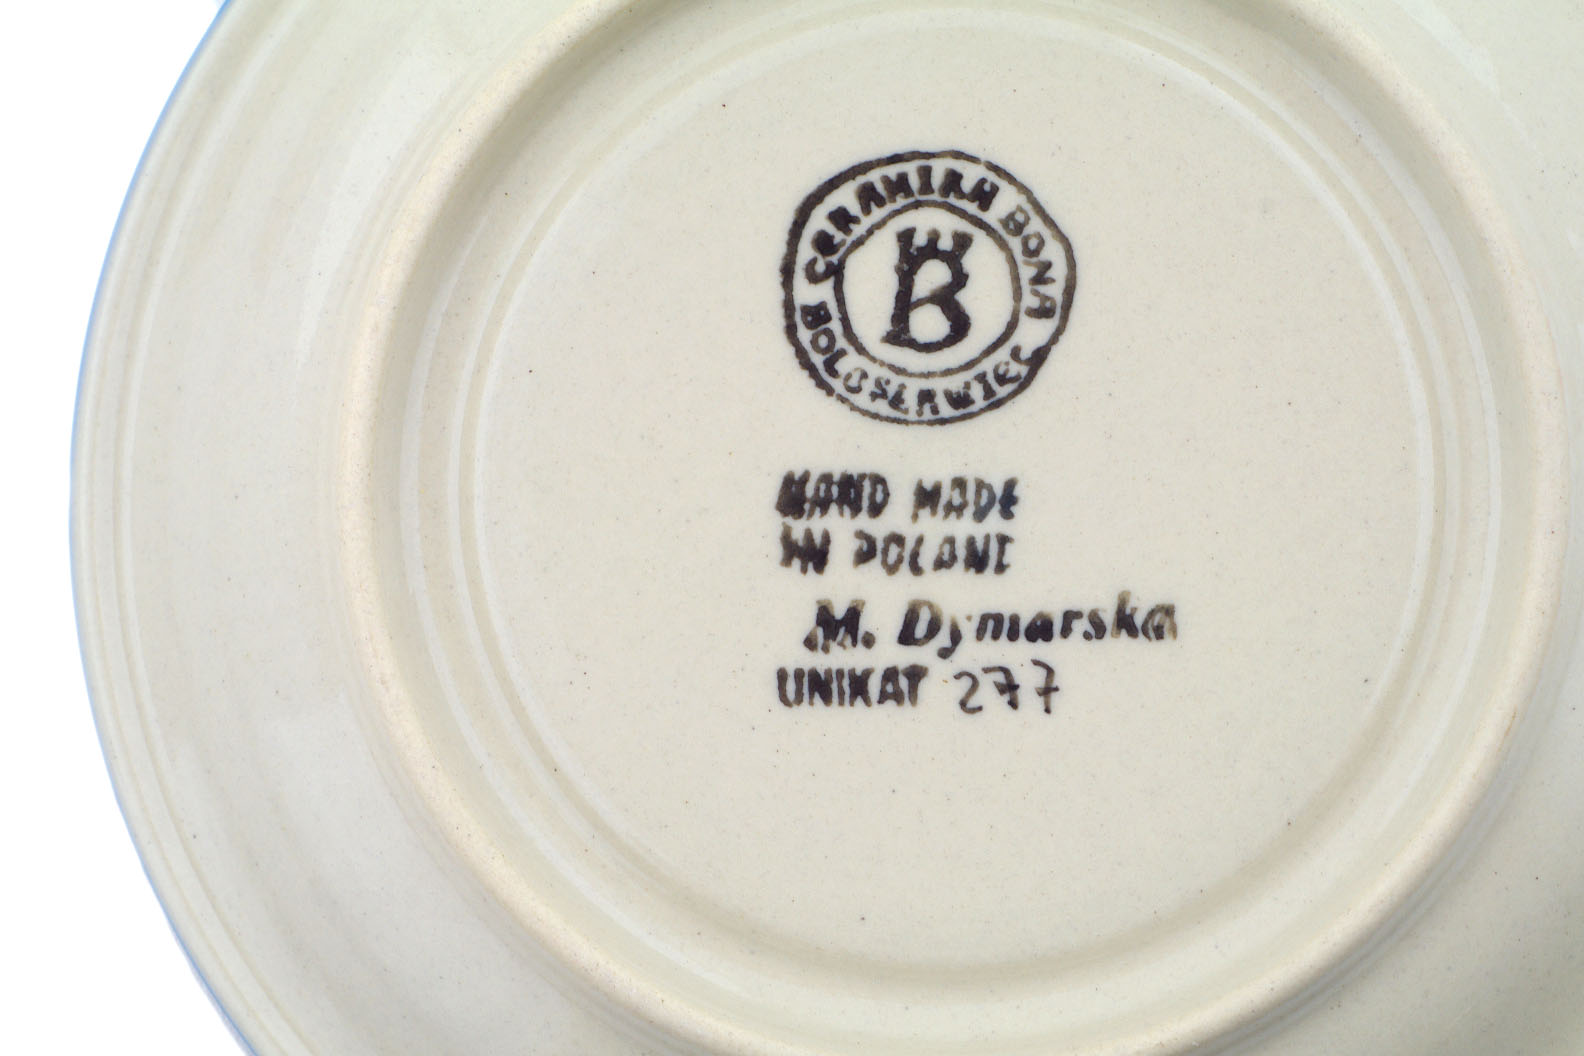 CERAMIKA BONA
B
BOLESŁAWIEC
HAND MADE
IN POLAND
M. Dymarska
UNIKAT 277